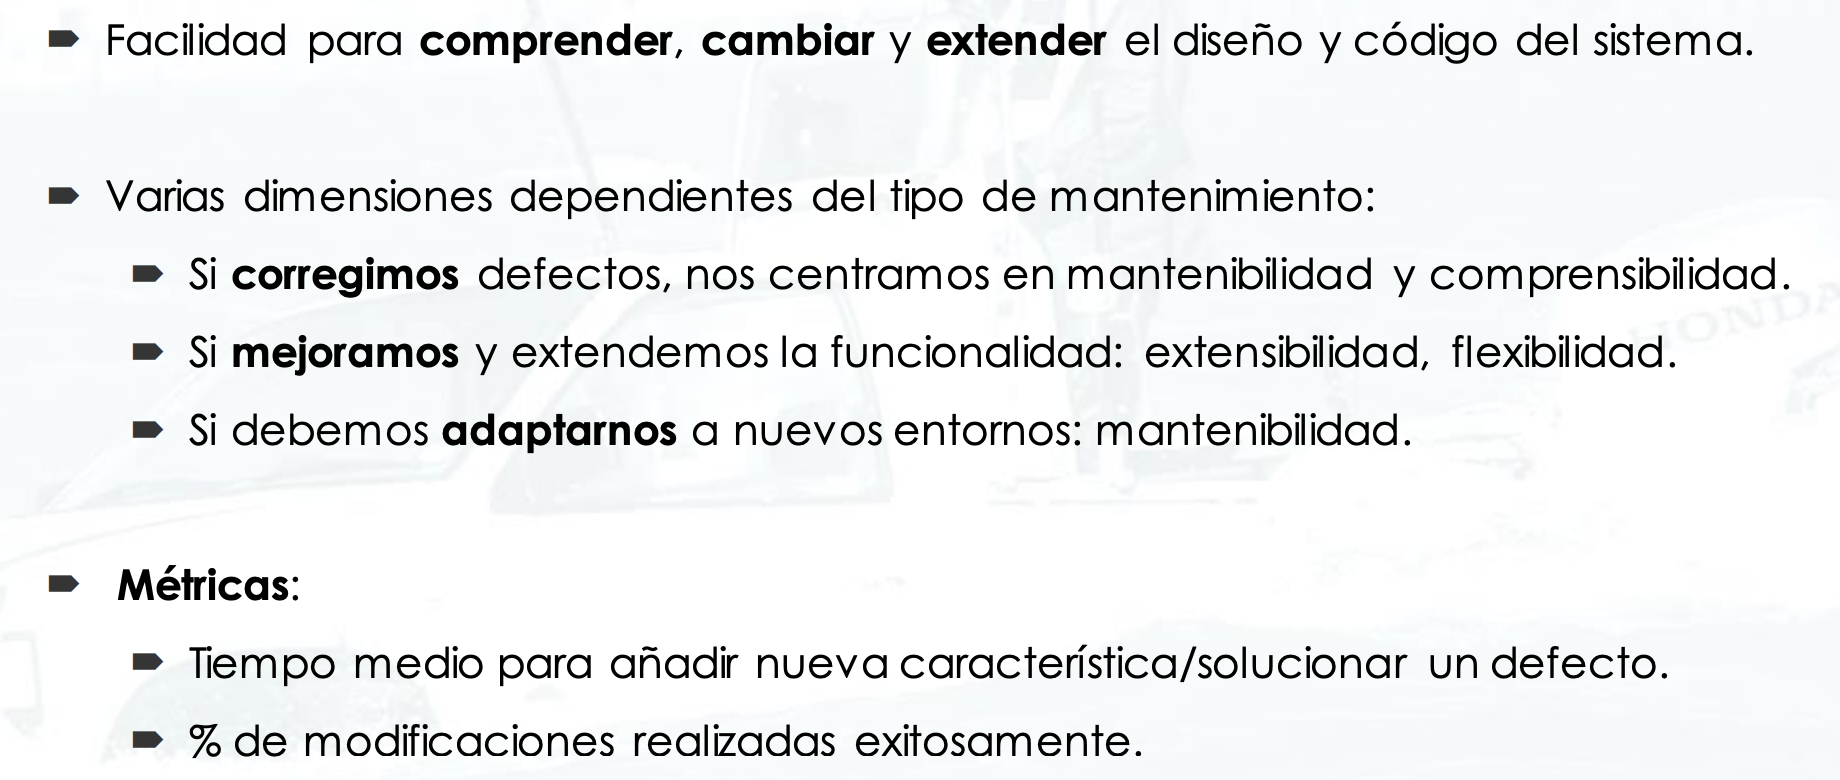 Facilidad para comprender, cambiar y extender el diseño y código del sistema.
Varias dimensiones dependientes del tipo de mantenimiento:
Si corregimos defectos, nos centramos en mantenibilidad y comprensibilidad.
Si mejoramos y extendemos la funcionalidad: extensibilidad, flexibilidad.
HONDA
Si debemos adaptarnos a nuevos entornos: mantenibilidad.
Métricas:
Tiempo medio para añadir nueva característica/solucionar un defecto.
% de modificaciones realizadas exitosamente.